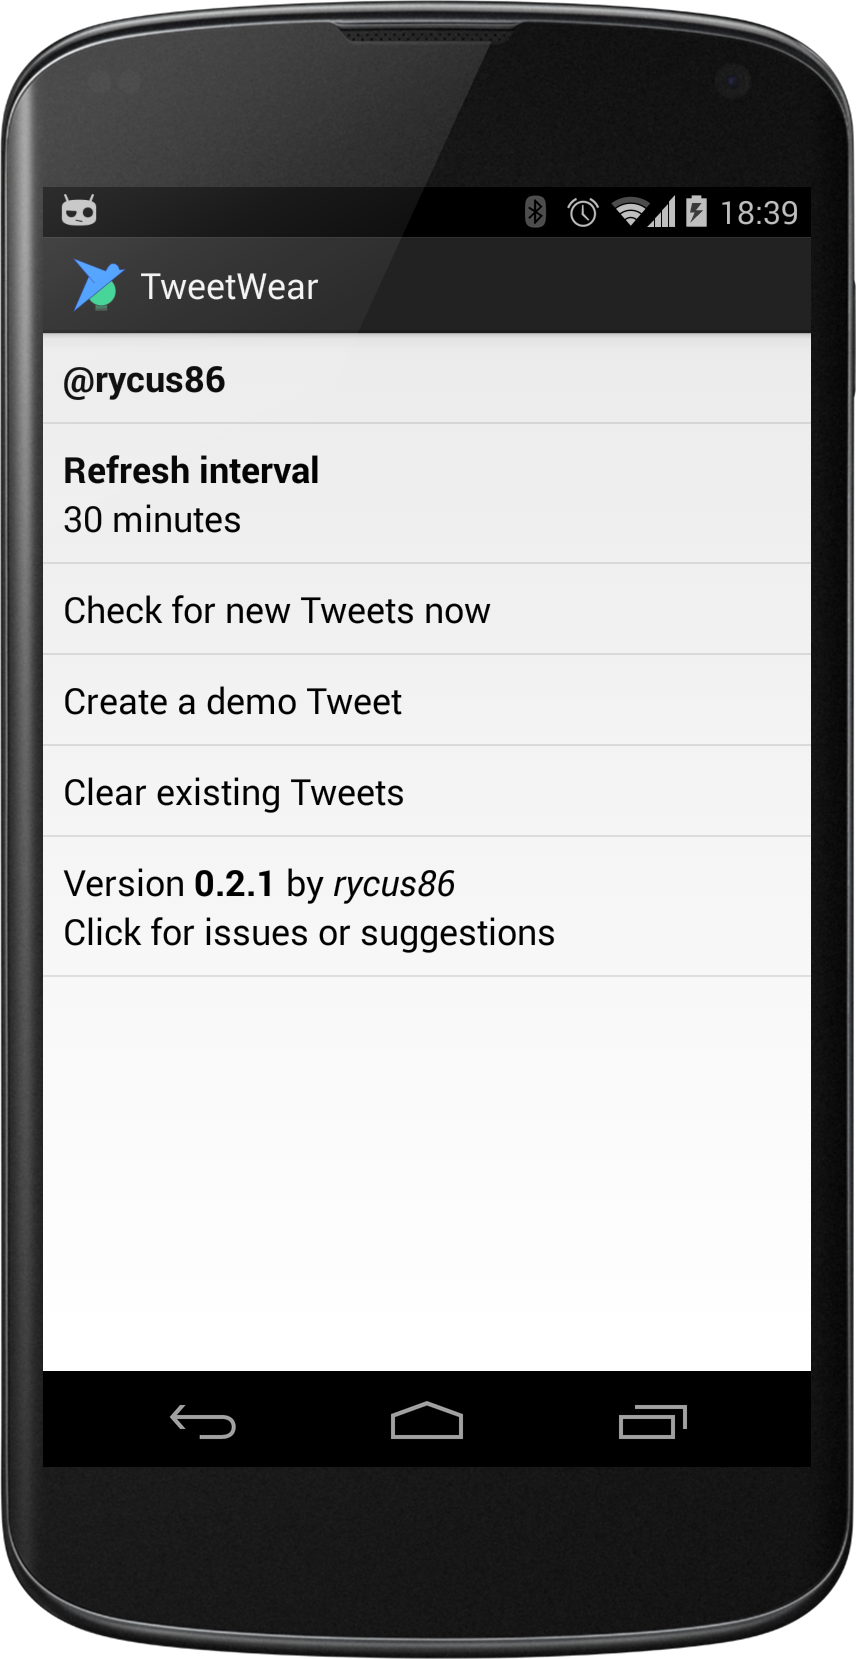 18:39
TweetWear
@rycus86
Refresh interval
30 minutes
Check for new Tweets now
Create a demo Tweet
Clear existing Tweets
Version 0.2.1 by rycus86
Click for issues or suggestions